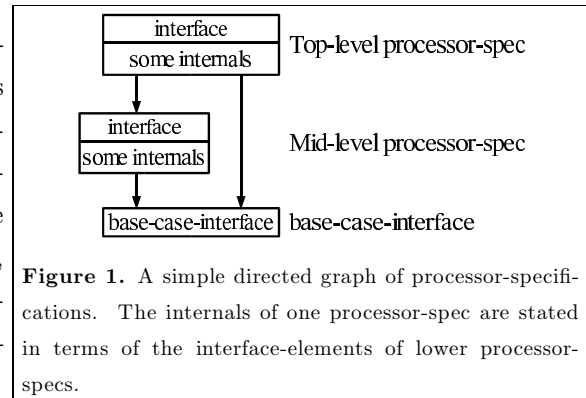 interface
some internals
Top-level processor-spec
interface
some internals
Mid-level processor-spec
base-case-interface
base-case-interface
Figure 1. A simple directed graph of processor-specifi-
cations. The internals of one processor-spec are stated
in terms of the interface-elements of lower processor-
specs.